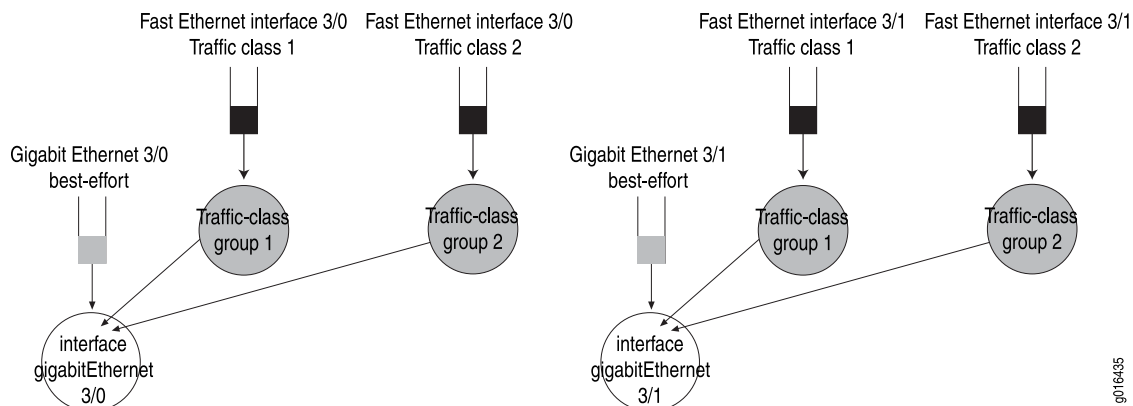 Fast Ethernet interface 3/0
Traffic class 1
Fast Ethernet interface 3/0
Traffic class 2
Gigabit Ethernet 3/0
best-effort
Traffic-class
group 1
Traffic-class
group 2
interface
gigabitEthernet
3/0
Fast Ethernet interface 3/1
Traffic class 1
Fast Ethernet interface 3/1
Traffic class 2
Gigabit Ethernet 3/1
best-effort
Traffic-class
group 1
Traffic-class
group 2
interface
gigabitEthernet
3/1
g016435